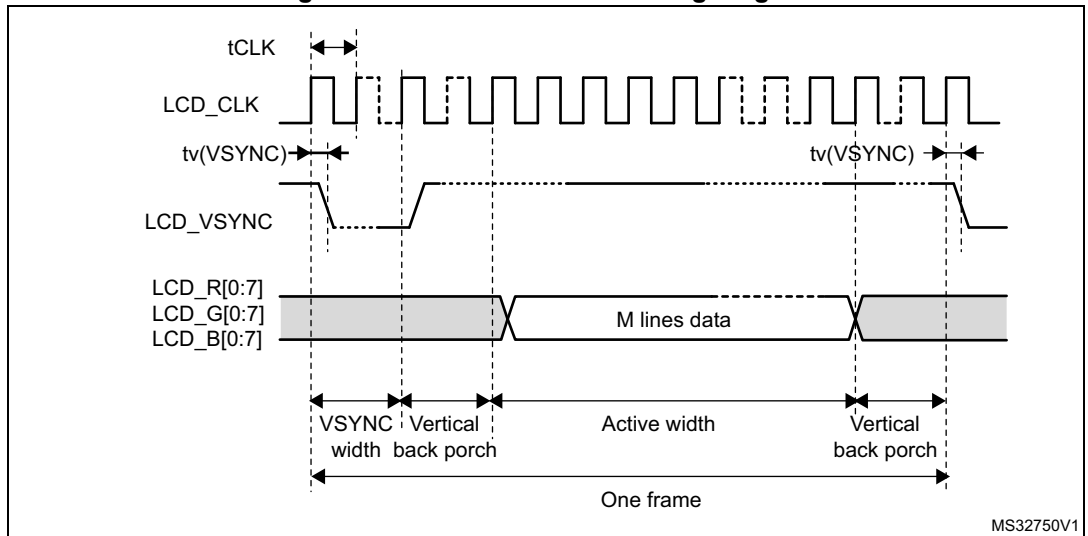 tCLK
LCD_CLK
tv(VSYNC)
tv(VSYNC)
LCD_VSYNC
LCD_R[0:7]
LCD_G[0:7]
LCD_B[0:7]
M lines data
VSYNC
width
Vertical
back porch
Active width
Vertical
back porch
One frame
MS32750V1